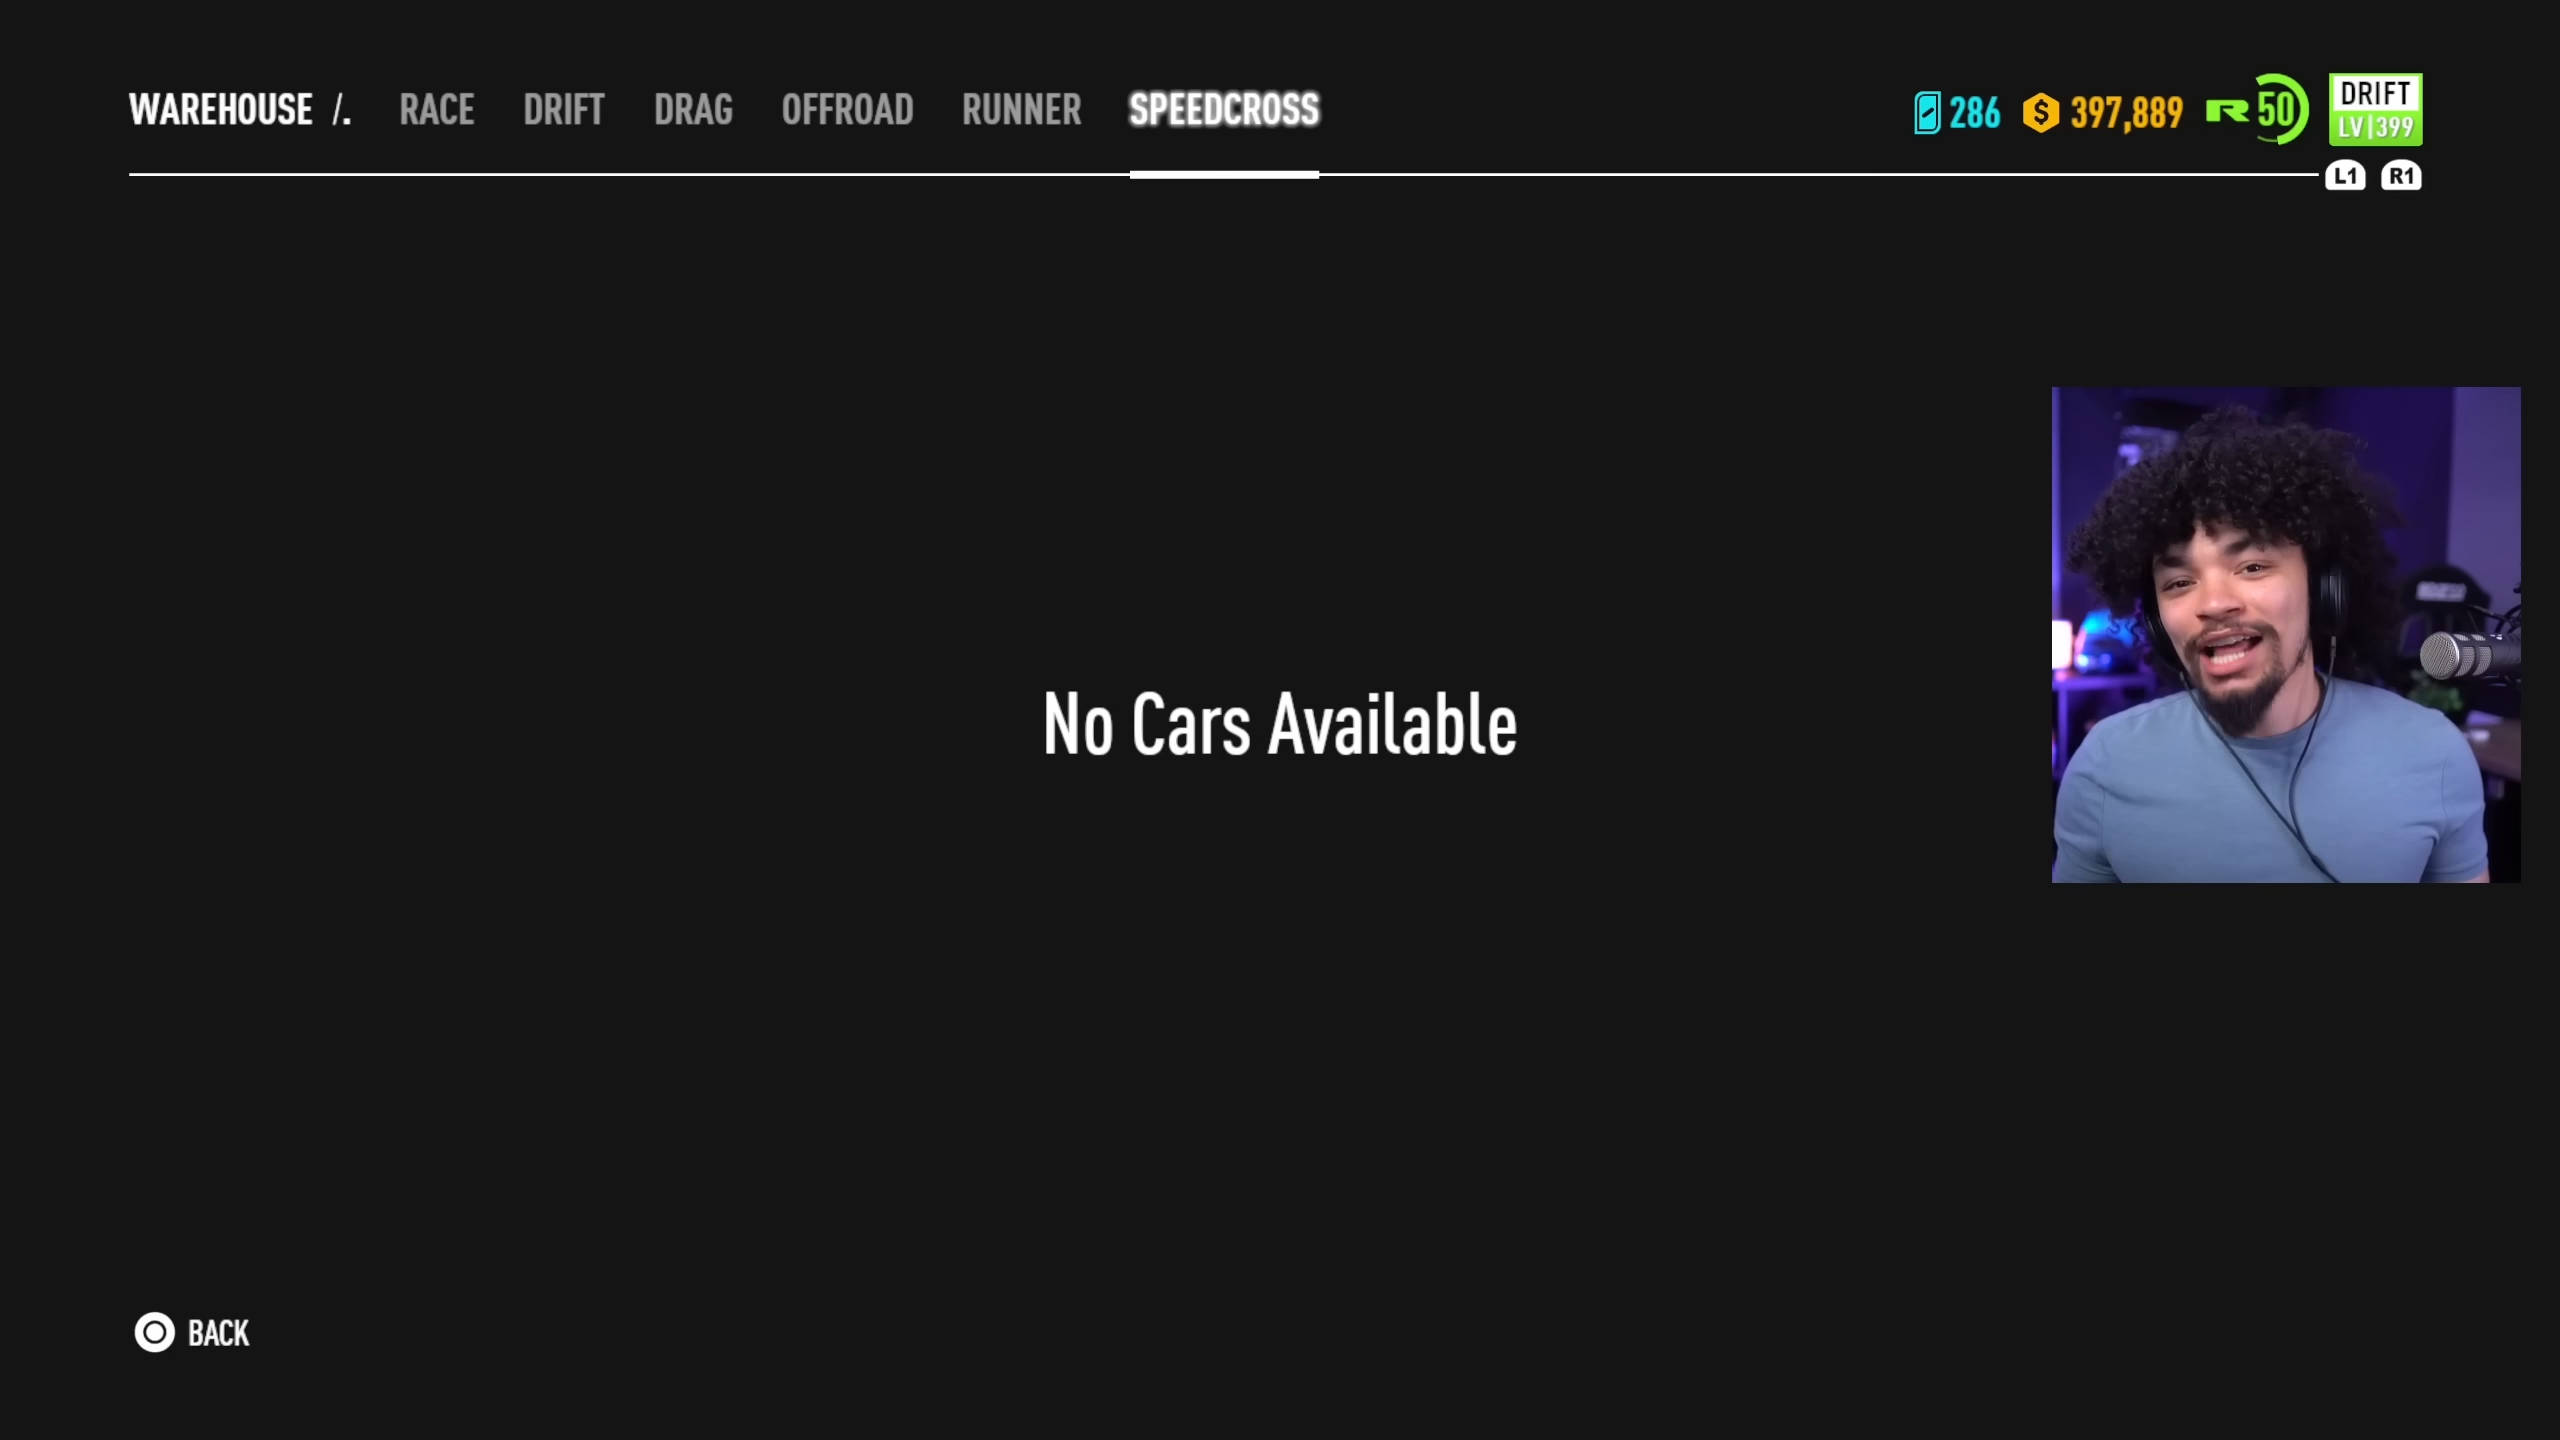 WAREHOUSE /. RACE DRIFT DRAG OFFROAD RUNNER SPEEDCROSS 286 $ 397,889 R 50 DRIFT
LV|399
L1 R1
No Cars Available
BACK